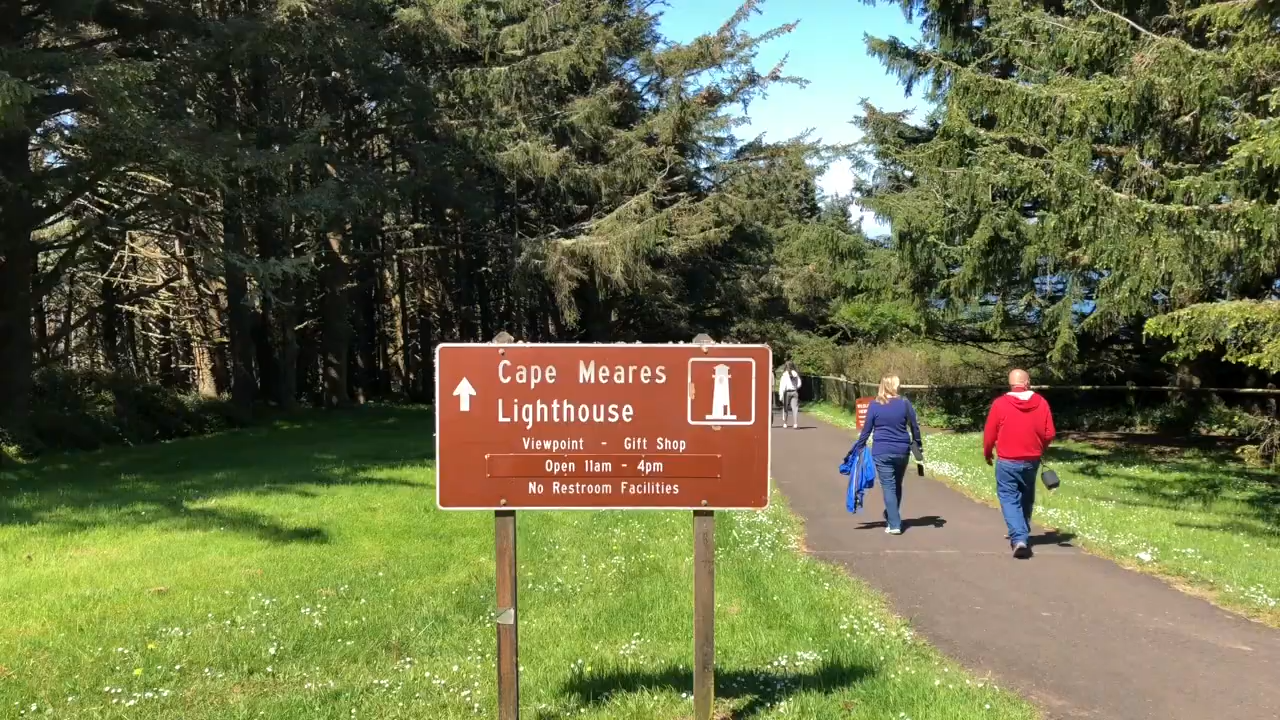 Cape Meares
Lighthouse
Viewpoint - Gift Shop
Open 11am - 4pm
No Restroom Facilities